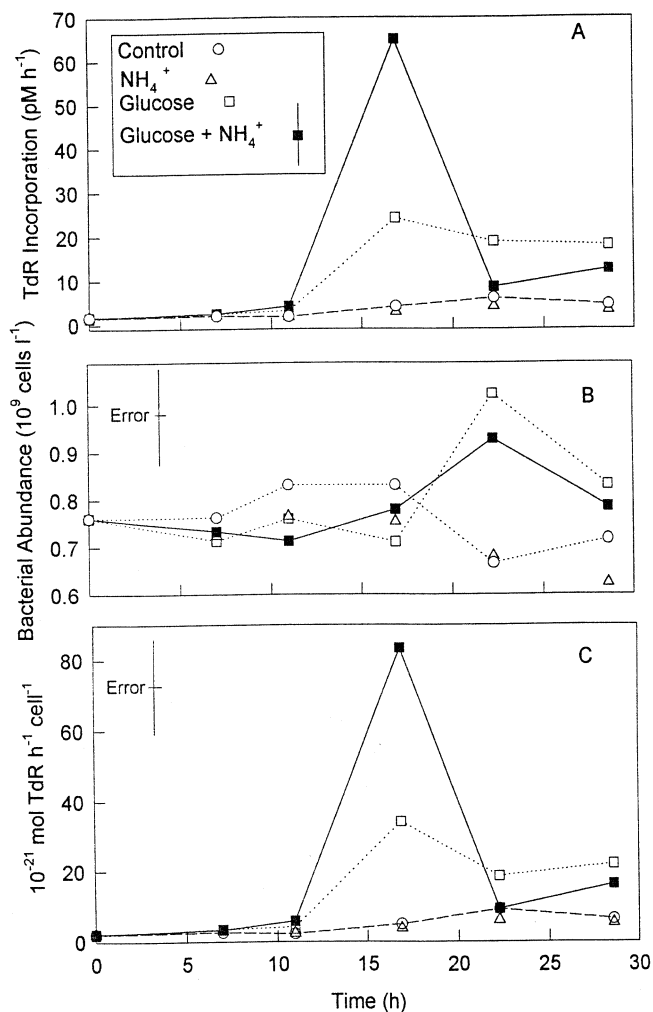 A
Control
NH4+
Glucose
Glucose + NH4+
70
60
50
40
30
20
10
0
TdR Incorporation (pM h-1)
B
Error
1.0
0.9
0.8
0.7
0.6
Bacterial Abundance (10^9 cells l-1)
C
Error
80
60
40
20
0
10-21 mol TdR h-1 cell-1
0 5 10 15 20 25 30
Time (h)